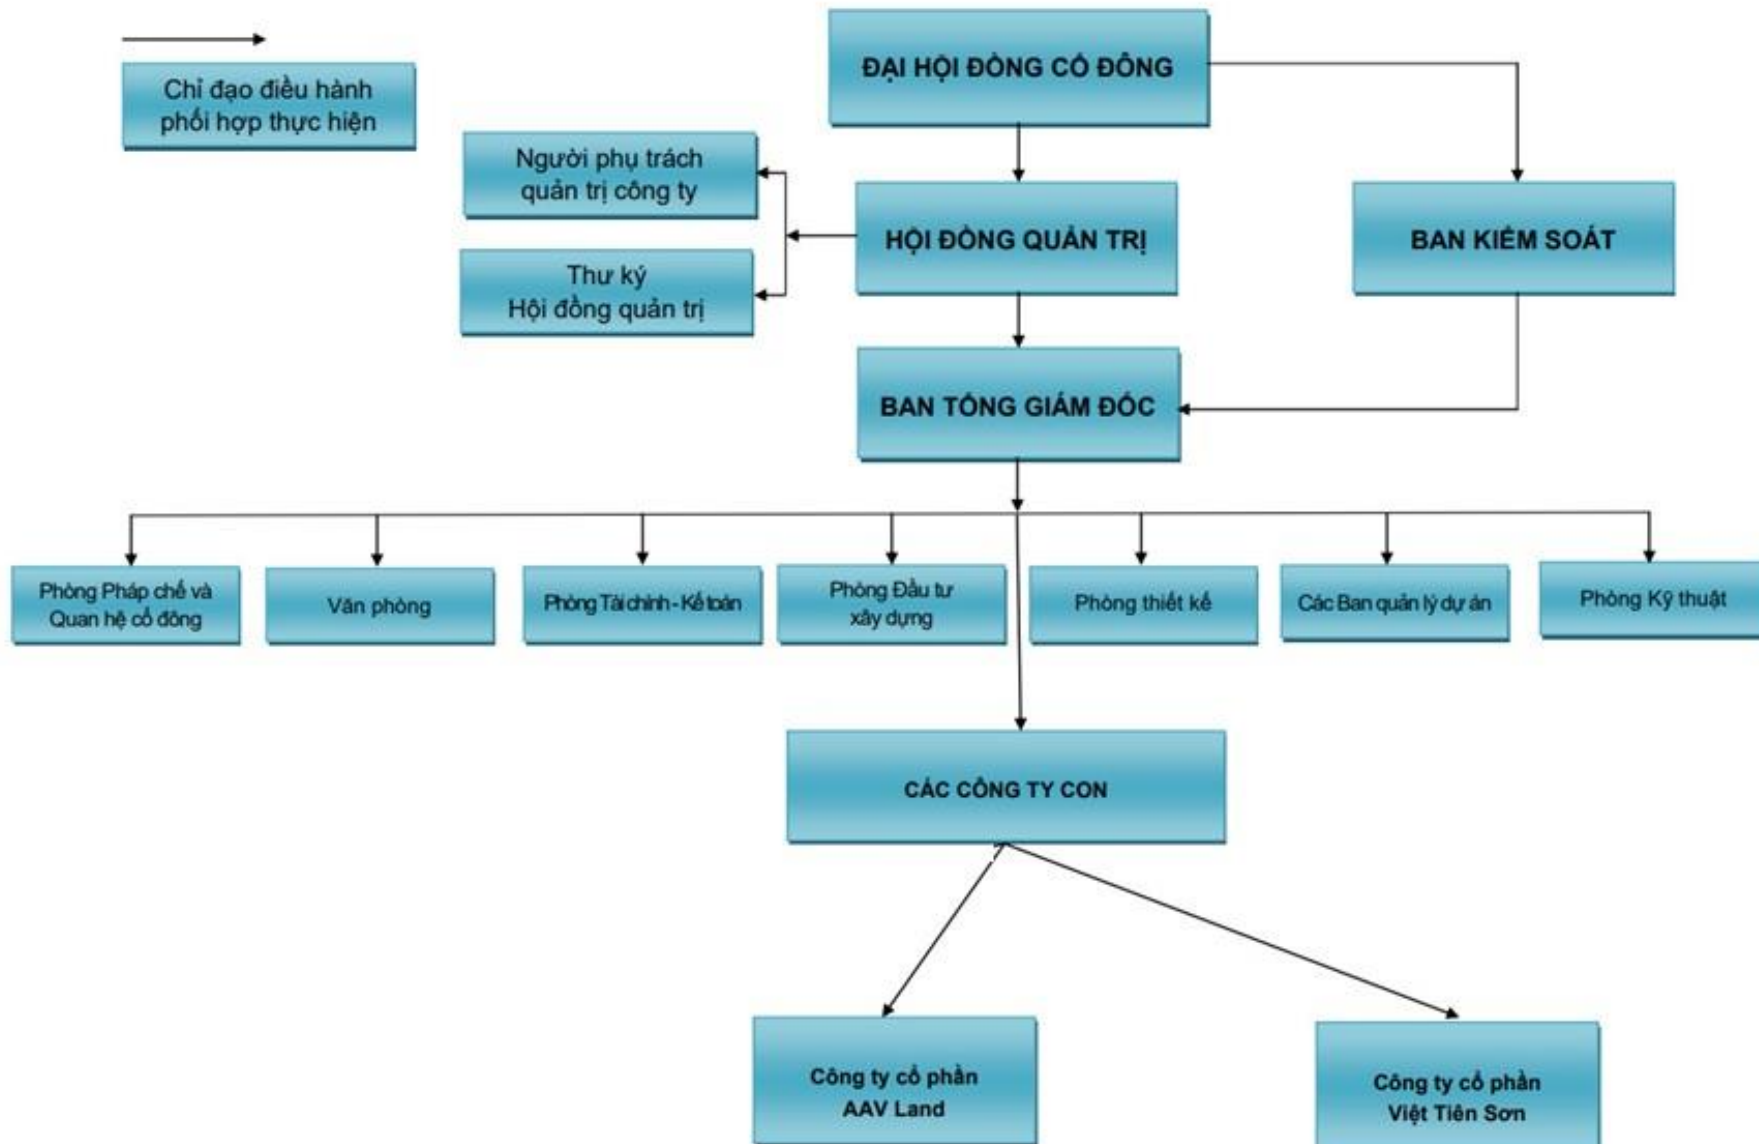 ĐẠI HỘI ĐỒNG CỔ ĐÔNG
Chỉ đạo điều hành
phối hợp thực hiện
Người phụ trách
quản trị công ty
HỘI ĐỒNG QUẢN TRỊ
BAN KIỂM SOÁT
Thư ký
Hội đồng quản trị
BAN TỔNG GIÁM ĐỐC
Phòng Pháp chế và
Quan hệ cổ đông
Văn phòng
Phòng Tài chính - Kế toán
Phòng Đầu tư
xây dựng
Phòng thiết kế
Các Ban quản lý dự án
Phòng Kỹ thuật
CÁC CÔNG TY CON
Công ty cổ phần
AAV Land
Công ty cổ phần
Việt Tiên Sơn